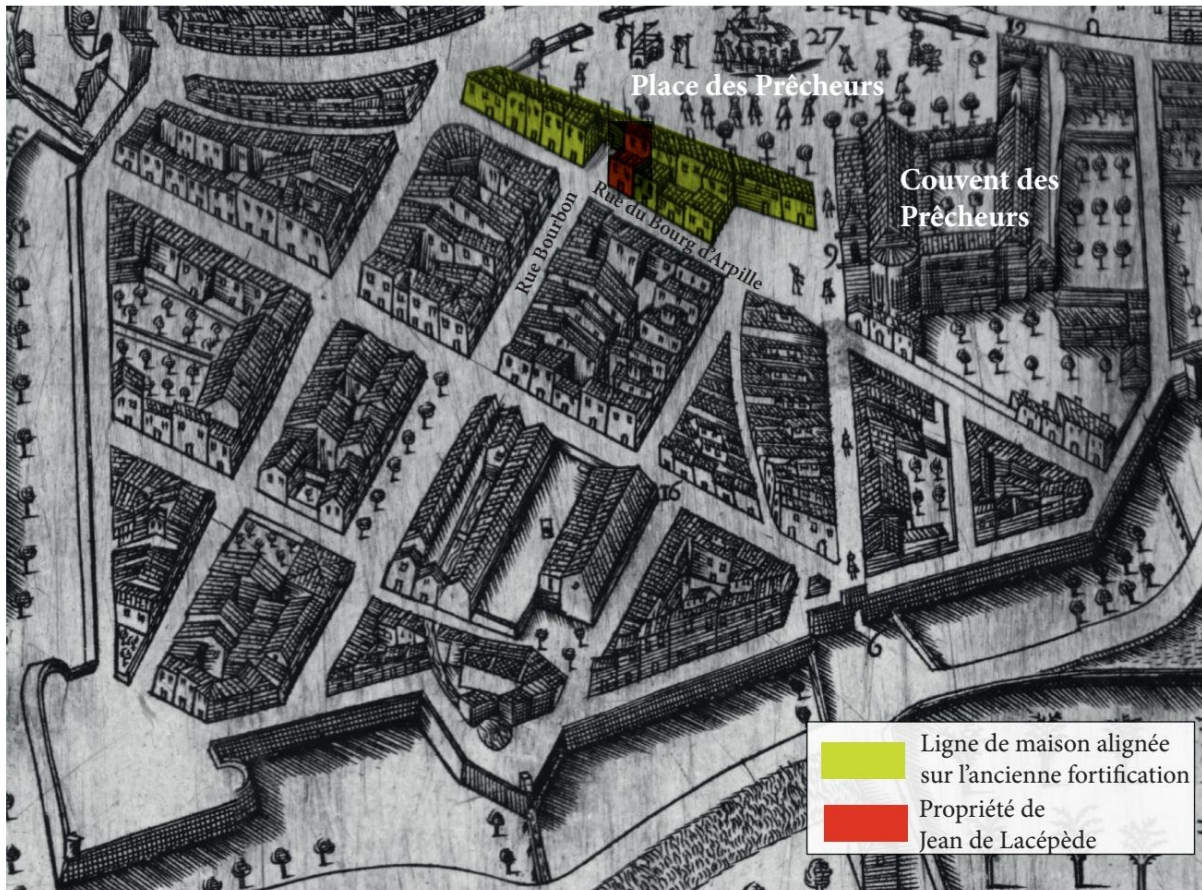 19
27
Place des Prêcheurs
Couvent des
Prêcheurs
Rue Bourbon
Rue du Bourg d'Arpille
9
16
6
Ligne de maison alignée
sur l'ancienne fortification
Propriété de
Jean de Lacépède